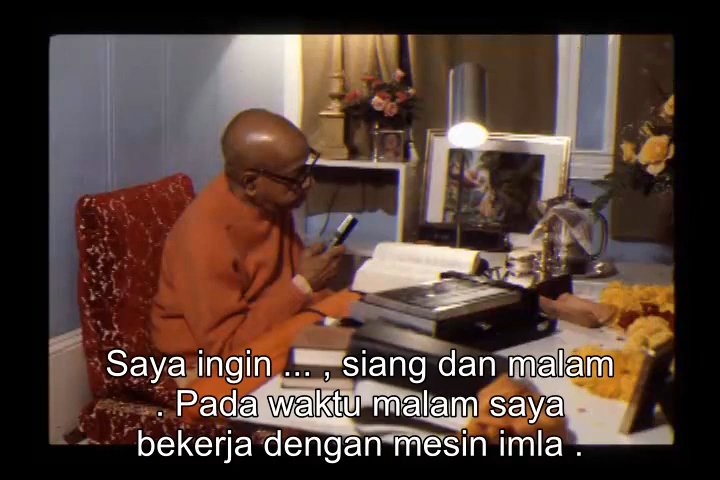 Saya ingin ... , siang dan malam
. Pada waktu malam saya
bekerja dengan mesin imla .